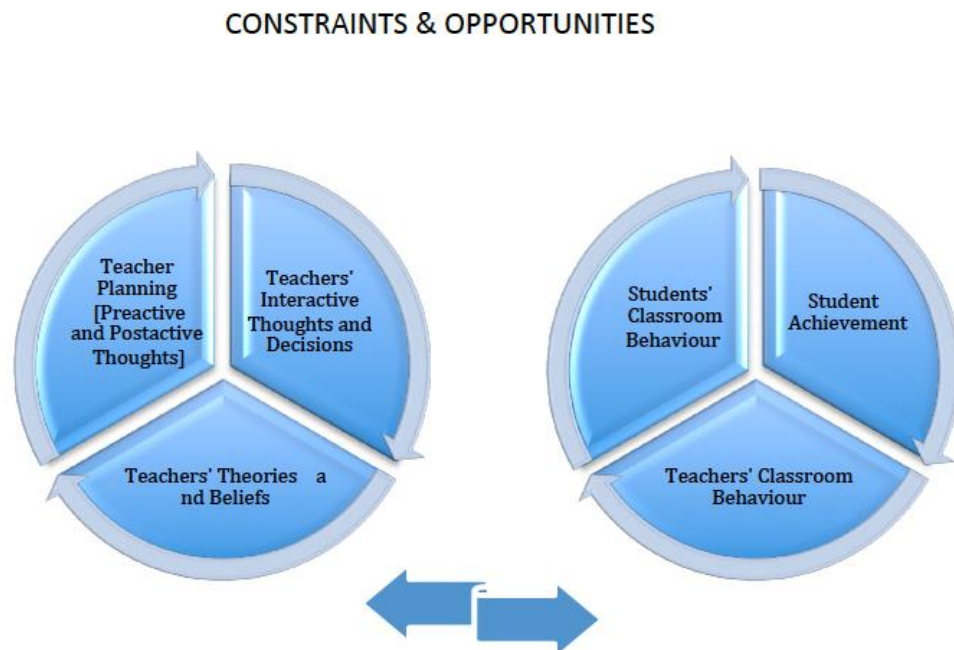 CONSTRAINTS & OPPORTUNITIES
Teacher
Planning
[Preactive
and Postactive
Thoughts]
Teachers'
Interactive
Thoughts and
Decisions
Teachers' Theories a
nd Beliefs
Students'
Classroom
Behaviour
Student
Achievement
Teachers' Classroom
Behaviour